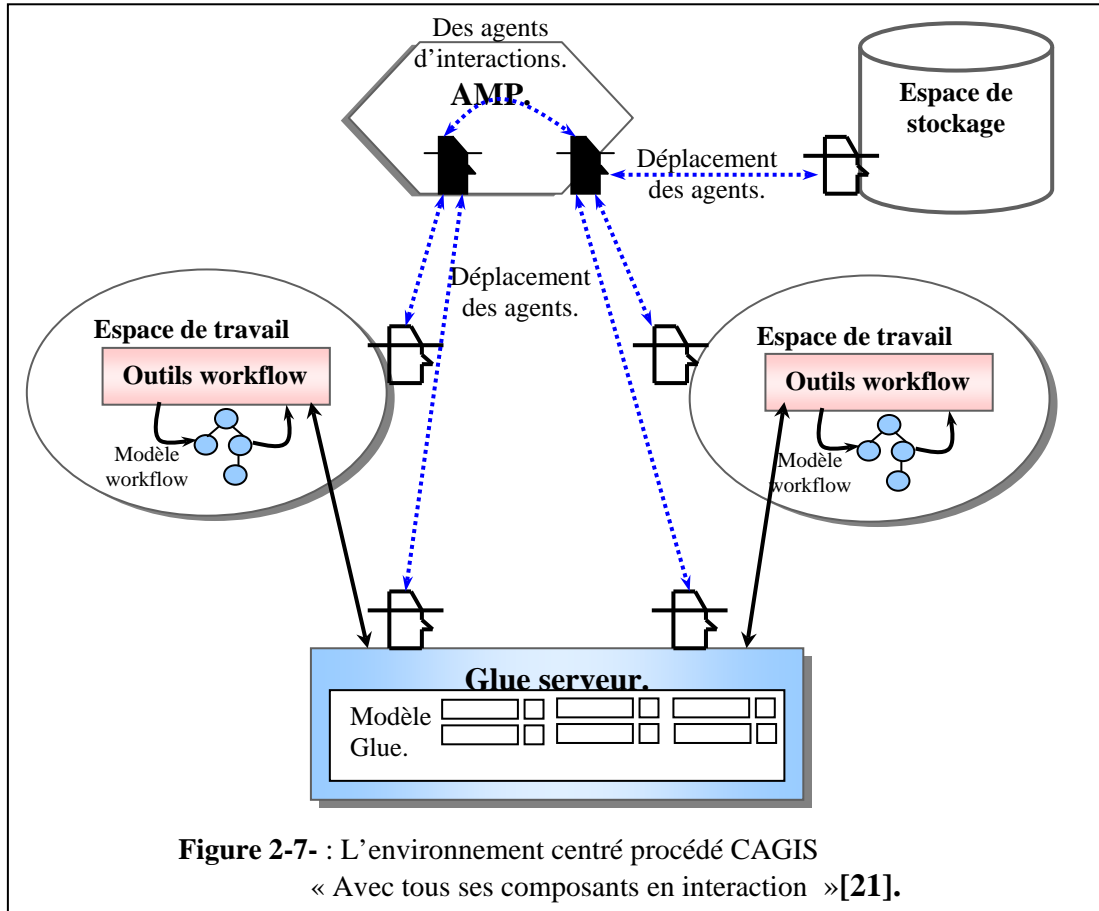 Des agents
d'interactions.
AMP.
Espace de
stockage
Déplacement
des agents.
Déplacement
des agents.
Espace de travail
Outils workflow
Modèle
workflow
Espace de travail
Outils workflow
Modèle
workflow
Glue serveur.
Modèle
Glue.
Figure 2-7- : L'environnement centré procédé CAGIS
« Avec tous ses composants en interaction »[21].